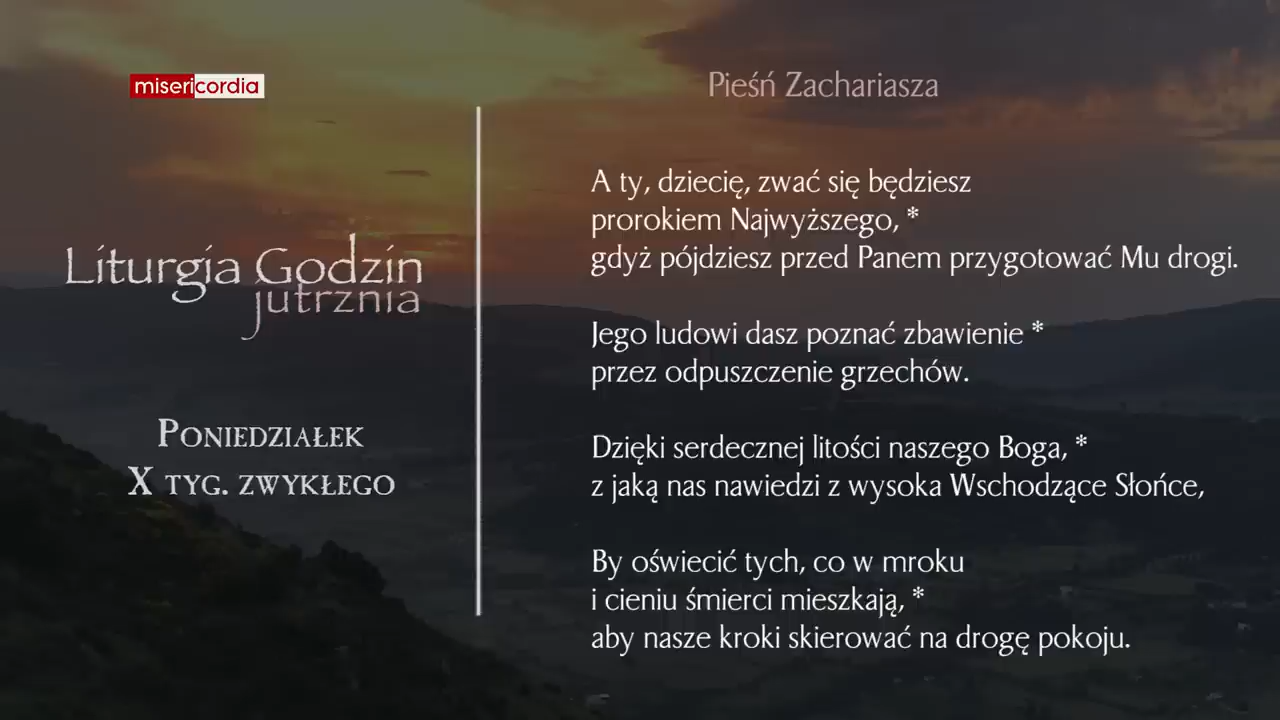 misericordia
Liturgia Godzin
jutrznia
Poniedziałek
X tyg. zwykłego
Pieśń Zachariasza
A ty, dziecię, zwać się będziesz
prorokiem Najwyższego, *
gdyż pójdziesz przed Panem przygotować Mu drogi.
Jego ludowi dasz poznać zbawienie *
przez odpuszczenie grzechów.
Dzięki serdecznej litości naszego Boga, *
z jaką nas nawiedzi z wysoka Wschodzące Słońce,
By oświecić tych, co w mroku
i cieniu śmierci mieszkają, *
aby nasze kroki skierować na drogę pokoju.